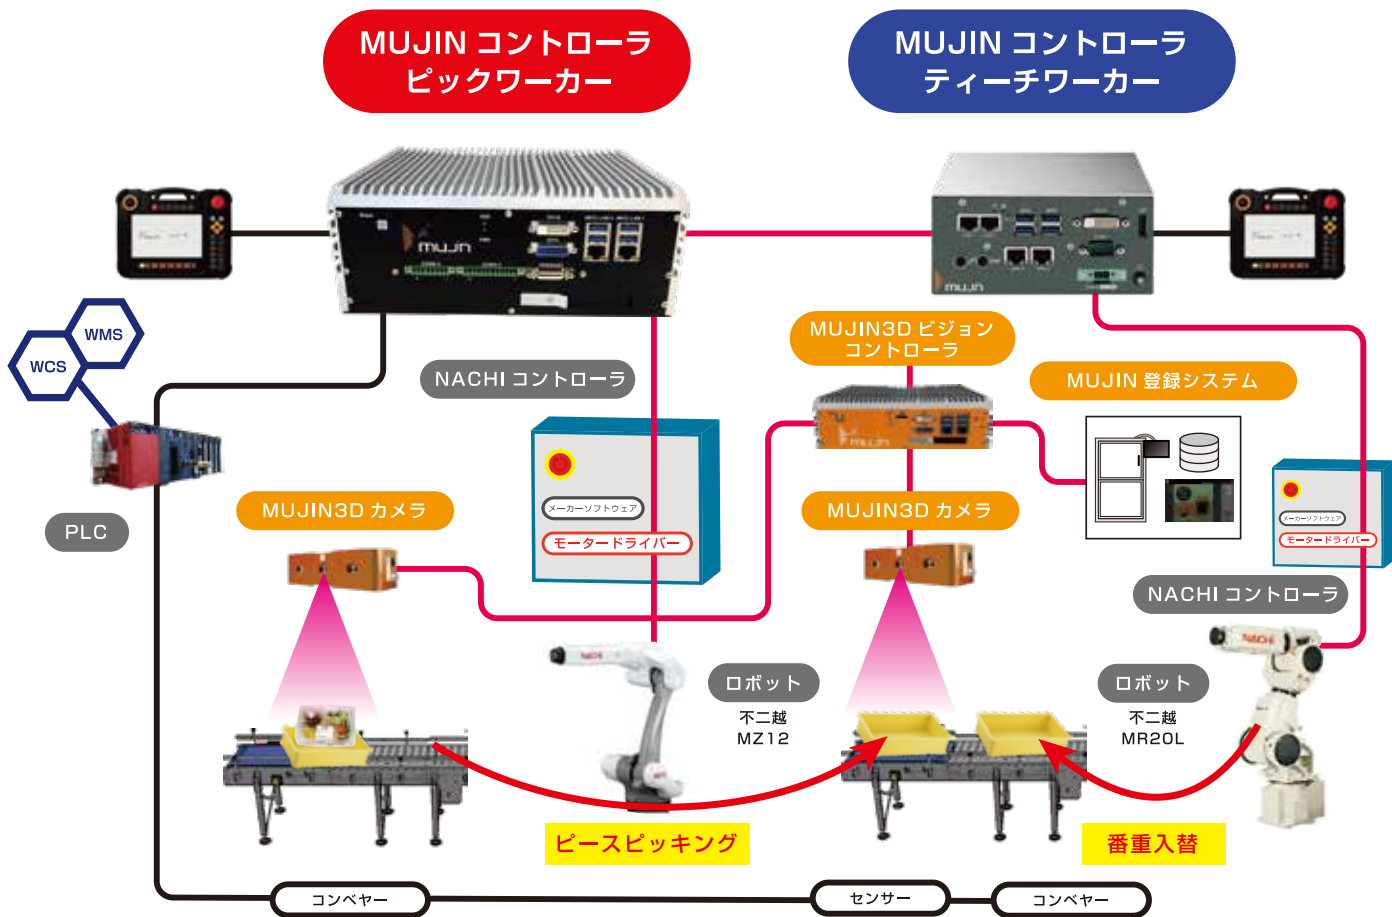 MUJIN コントローラ
ピックワーカー
MUJIN コントローラ
ティーチワーカー
mujin
mujin
WMS
WCS
NACHI コントローラ
MUJIN3D ビジョン
コントローラ
MUJIN 登録システム
mujin
メーカーソフトウェア
モータードライバー
MUJIN3D カメラ
MUJIN3D カメラ
メーカーソフトウェア
モータードライバー
PLC
NACHI コントローラ
NACHI
NACHI
ロボット
不二越
MZ12
ロボット
不二越
MR20L
ピースピッキング
番重入替
コンベヤー
センサー
コンベヤー